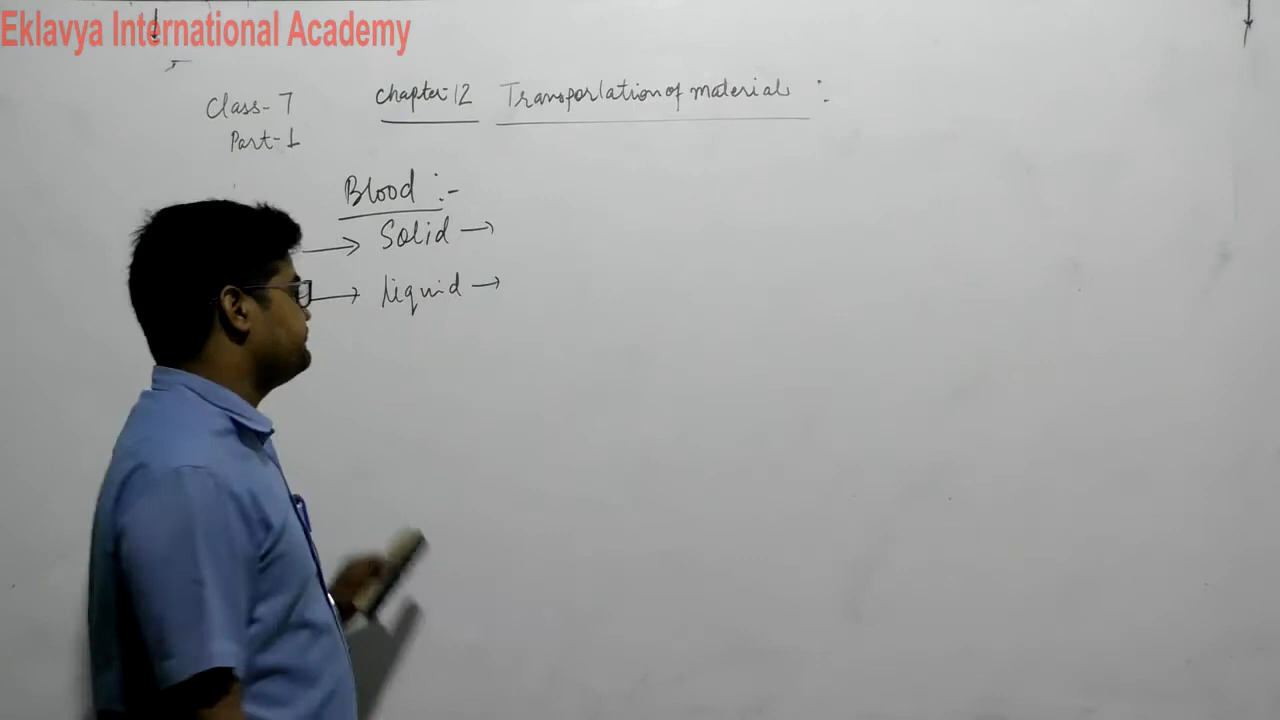 Eklavya International Academy
Class-7 Chapter-12 Transportation of materials :
Part-1
Blood :-
→ Solid →
→ liquid →